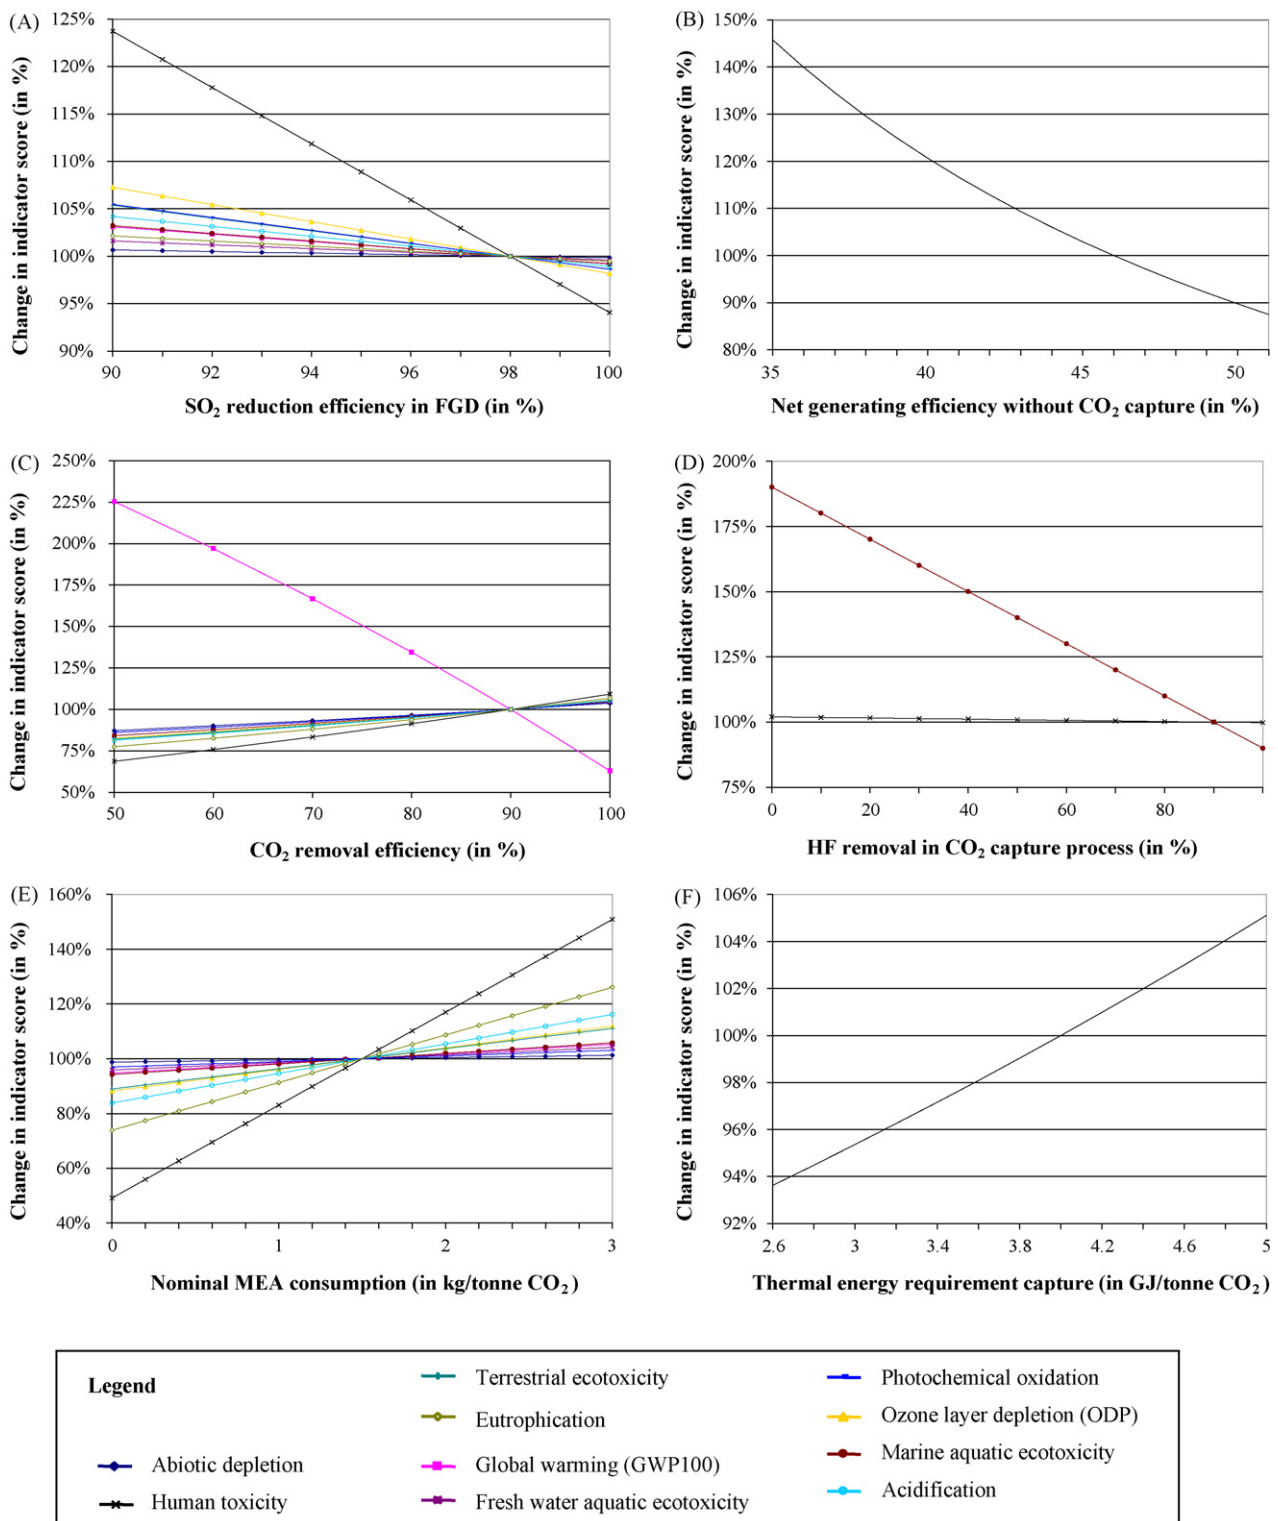 (A)
Change in indicator score (in %)
125%
120%
115%
110%
105%
100%
95%
90%
90
92
94
96
98
100
SO₂ reduction efficiency in FGD (in %)
(B)
Change in indicator score (in %)
150%
140%
130%
120%
110%
100%
90%
80%
35
40
45
50
Net generating efficiency without CO₂ capture (in %)
(C)
Change in indicator score (in %)
250%
225%
200%
175%
150%
125%
100%
75%
50%
50
60
70
80
90
100
CO₂ removal efficiency (in %)
(D)
Change in indicator score (in %)
200%
175%
150%
125%
100%
75%
0
20
40
60
80
HF removal in CO₂ capture process (in %)
(E)
Change in indicator score (in %)
160%
140%
120%
100%
80%
60%
40%
0
1
2
3
Nominal MEA consumption (in kg/tonne CO₂)
(F)
Change in indicator score (in %)
106%
104%
102%
100%
98%
96%
94%
92%
2.6
3
3.4
3.8
4.2
4.6
5
Thermal energy requirement capture (in GJ/tonne CO₂)
Legend
Abiotic depletion
Human toxicity
Terrestrial ecotoxicity
Eutrophication
Global warming (GWP100)
Fresh water aquatic ecotoxicity
Photochemical oxidation
Ozone layer depletion (ODP)
Marine aquatic ecotoxicity
Acidification